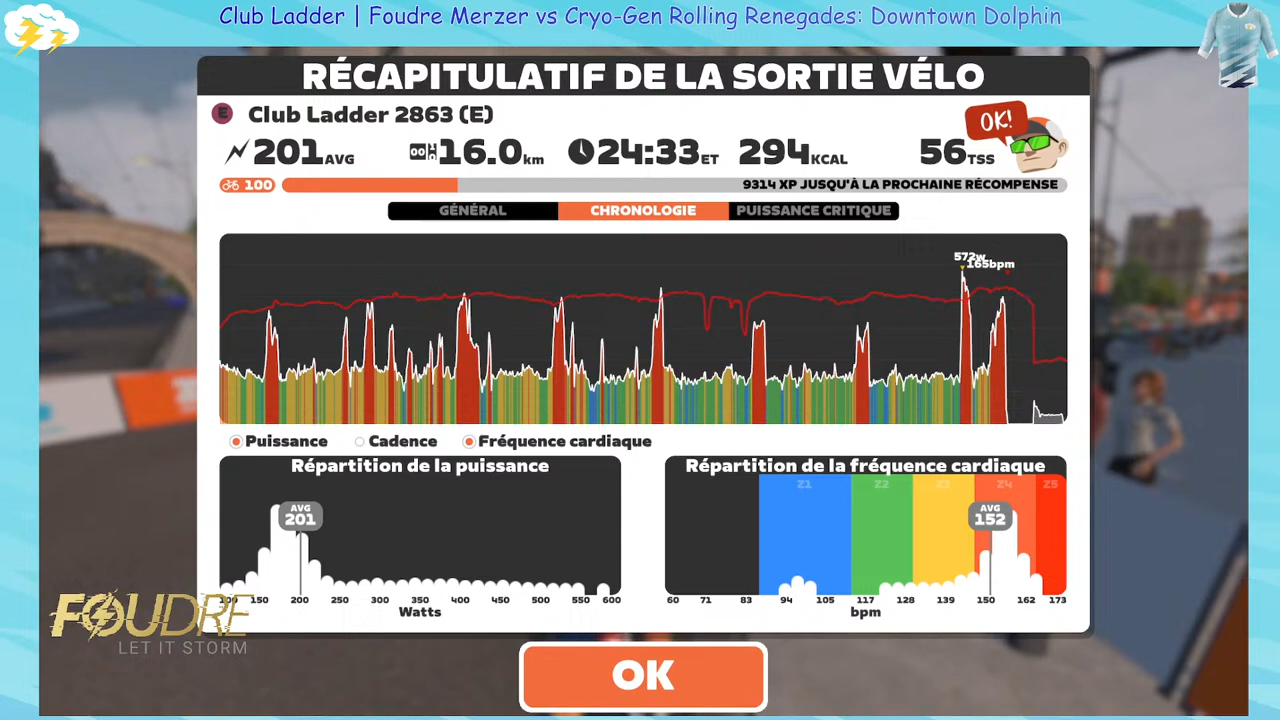 Club Ladder | Foudre Merzer vs Cryo-Gen Rolling Renegades: Downtown Dolphin
RÉCAPITULATIF DE LA SORTIE VÉLO
E Club Ladder 2863 (E)
OK!
201AVG 16.0km 24:33ET 294KCAL 56TSS
100 9314 XP JUSQU'À LA PROCHAINE RÉCOMPENSE
GÉNÉRAL CHRONOLOGIE PUISSANCE CRITIQUE
572w
165bpm
Puissance Cadence Fréquence cardiaque
Répartition de la puissance
AVG
201
150 200 250 300 350 400 450 500 550 600
Watts
Répartition de la fréquence cardiaque
Z1 Z2 Z3 Z4 Z5
AVG
152
60 71 83 94 105 117 128 139 150 162 173
bpm
FOUDRE
LET IT STORM
OK